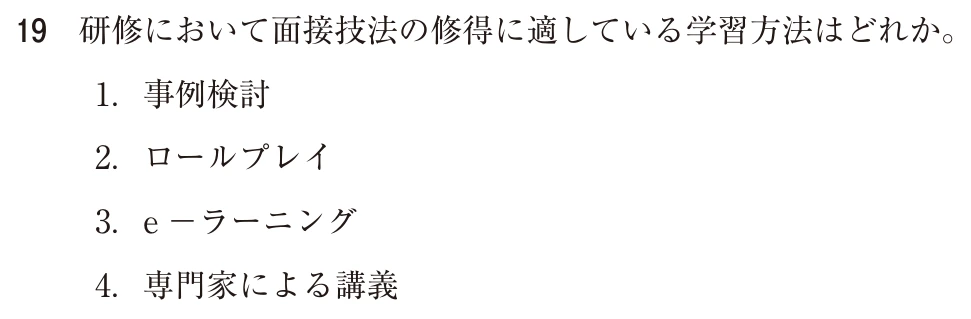 19 研修において面接技法の修得に適している学習方法はどれか。
1. 事例検討
2. ロールプレイ
3. e－ラーニング
4. 専門家による講義